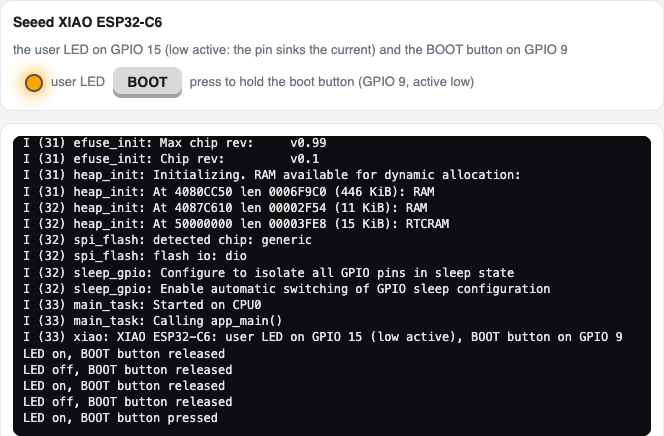 Seeed XIAO ESP32-C6
the user LED on GPIO 15 (low active: the pin sinks the current) and the BOOT button on GPIO 9
user LED BOOT press to hold the boot button (GPIO 9, active low)
I (31) efuse_init: Max chip rev:     v0.99
I (31) efuse_init: Chip rev:         v0.1
I (31) heap_init: Initializing. RAM available for dynamic allocation:
I (32) heap_init: At 4080CC50 len 0006F9C0 (446 KiB): RAM
I (32) heap_init: At 4087C610 len 00002F54 (11 KiB): RAM
I (32) heap_init: At 50000000 len 00003FE8 (15 KiB): RTCRAM
I (32) spi_flash: detected chip: generic
I (32) spi_flash: flash io: dio
I (32) sleep_gpio: Configure to isolate all GPIO pins in sleep state
I (32) sleep_gpio: Enable automatic switching of GPIO sleep configuration
I (33) main_task: Started on CPU0
I (33) main_task: Calling app_main()
I (33) xiao: XIAO ESP32-C6: user LED on GPIO 15 (low active), BOOT button on GPIO 9
LED on, BOOT button released
LED off, BOOT button released
LED on, BOOT button released
LED off, BOOT button released
LED on, BOOT button pressed